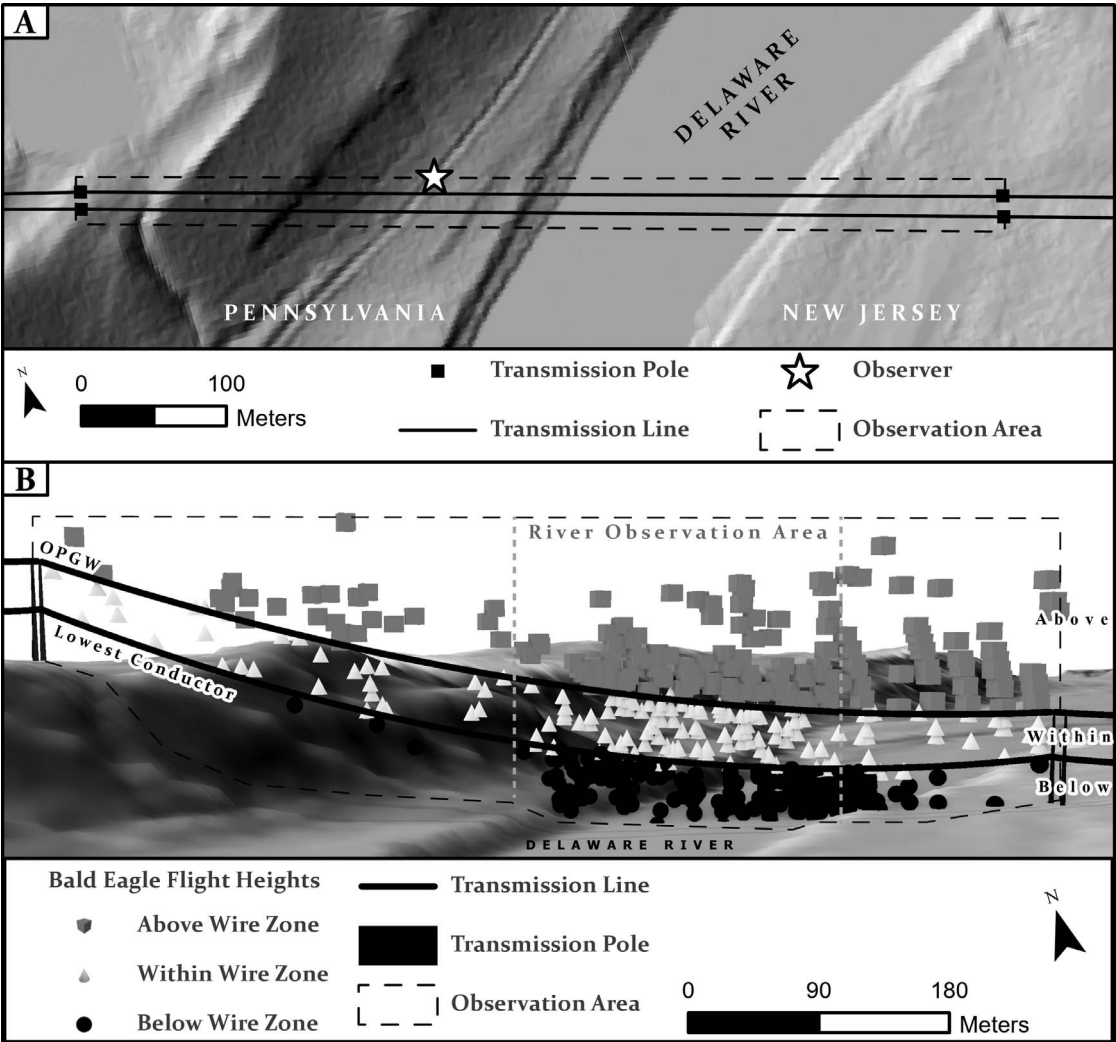 A
DELAWARE
RIVER
PENNSYLVANIA
NEW JERSEY
N
0 100
Meters
Transmission Pole
Observer
Transmission Line
Observation Area
B
River Observation Area
OPGW
Lowest Conductor
Above
Within
Below
DELAWARE RIVER
Bald Eagle Flight Heights
Above Wire Zone
Within Wire Zone
Below Wire Zone
Transmission Line
Transmission Pole
Observation Area
N
0 90 180
Meters